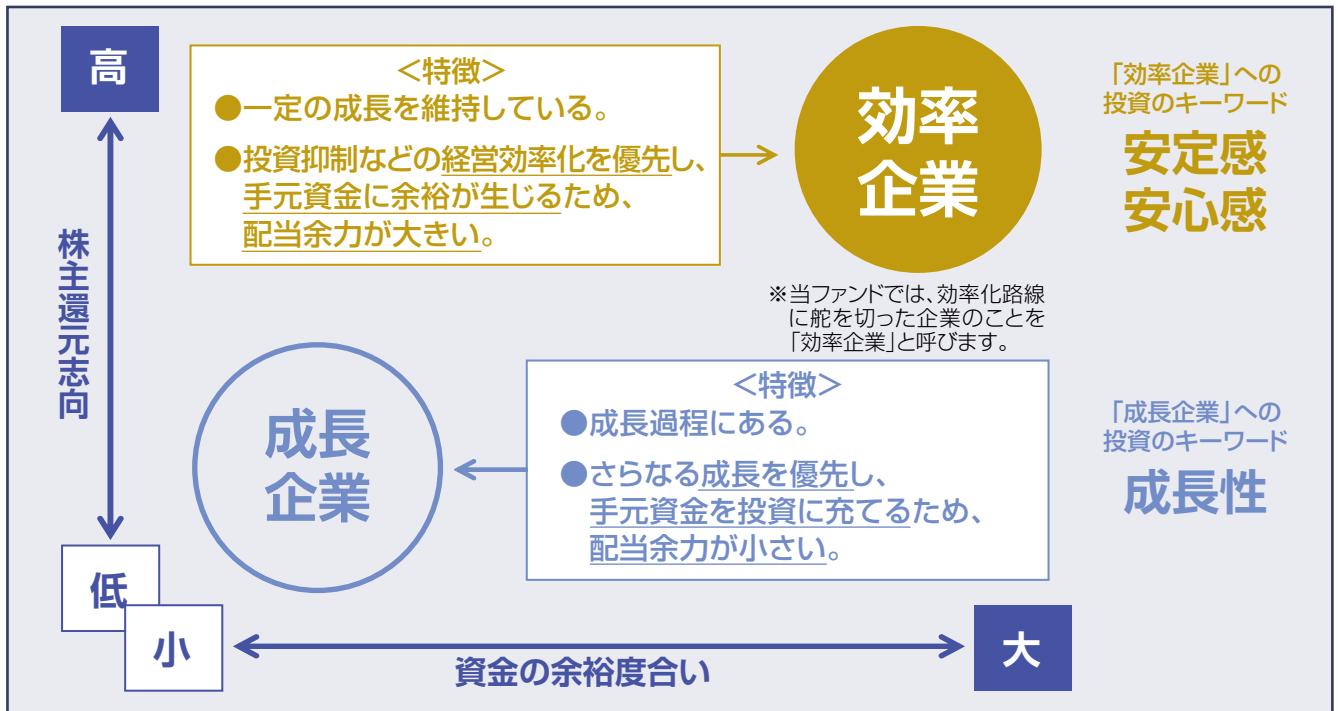 高
<特徴>
●一定の成長を維持している。
●投資抑制などの経営効率化を優先し、
手元資金に余裕が生じるため、
配当余力が大きい。
効率
企業
「効率企業」への
投資のキーワード
安定感
安心感
※当ファンドでは、効率化路線
に舵を切った企業のことを
「効率企業」と呼びます。
株主還元志向
成長
企業
<特徴>
●成長過程にある。
●さらなる成長を優先し、
手元資金を投資に充てるため、
配当余力が小さい。
「成長企業」への
投資のキーワード
成長性
低
小
資金の余裕度合い
大